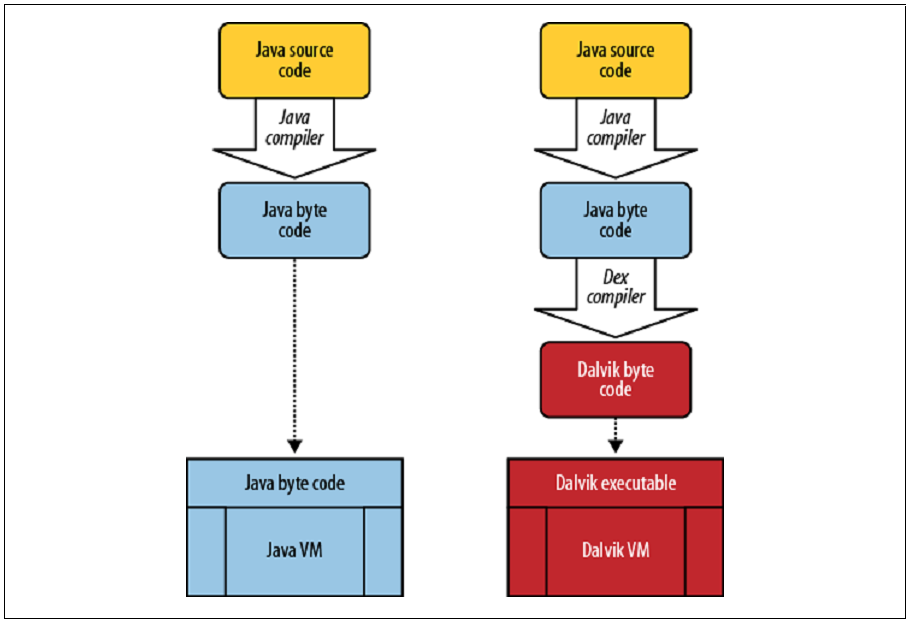 Java source
code
Java
compiler
Java byte
code
Java byte code
Java VM
Java source
code
Java
compiler
Java byte
code
Dex
compiler
Dalvik byte
code
Dalvik executable
Dalvik VM